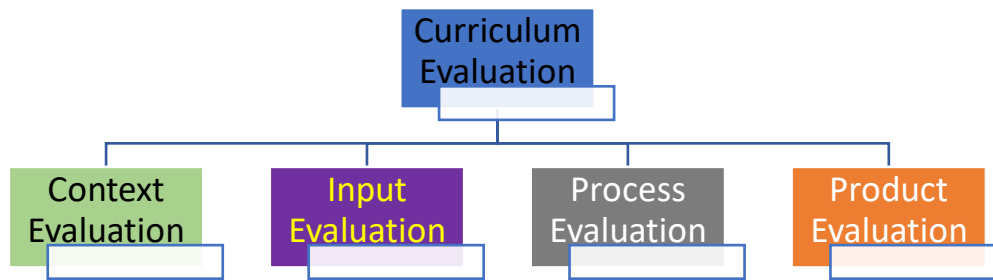 Curriculum
Evaluation
Context
Evaluation
Input
Evaluation
Process
Evaluation
Product
Evaluation